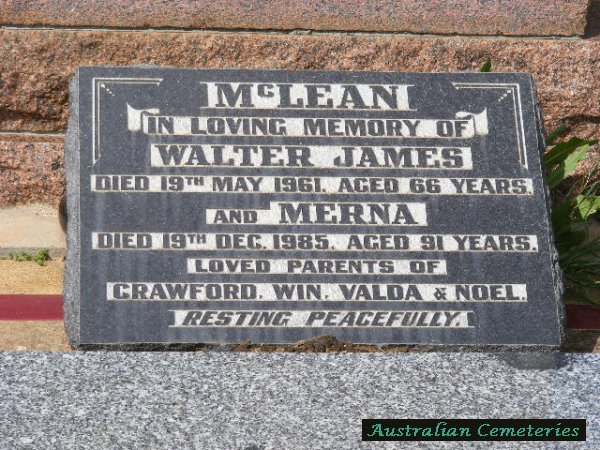 McLEAN
IN LOVING MEMORY OF
WALTER JAMES
DIED 19TH MAY 1961. AGED 66 YEARS.
AND MERNA
DIED 19TH DEC. 1985. AGED 91 YEARS.
LOVED PARENTS OF
CRAWFORD. WIN. VALDA & NOEL.
RESTING PEACEFULLY.
Australian Cemeteries